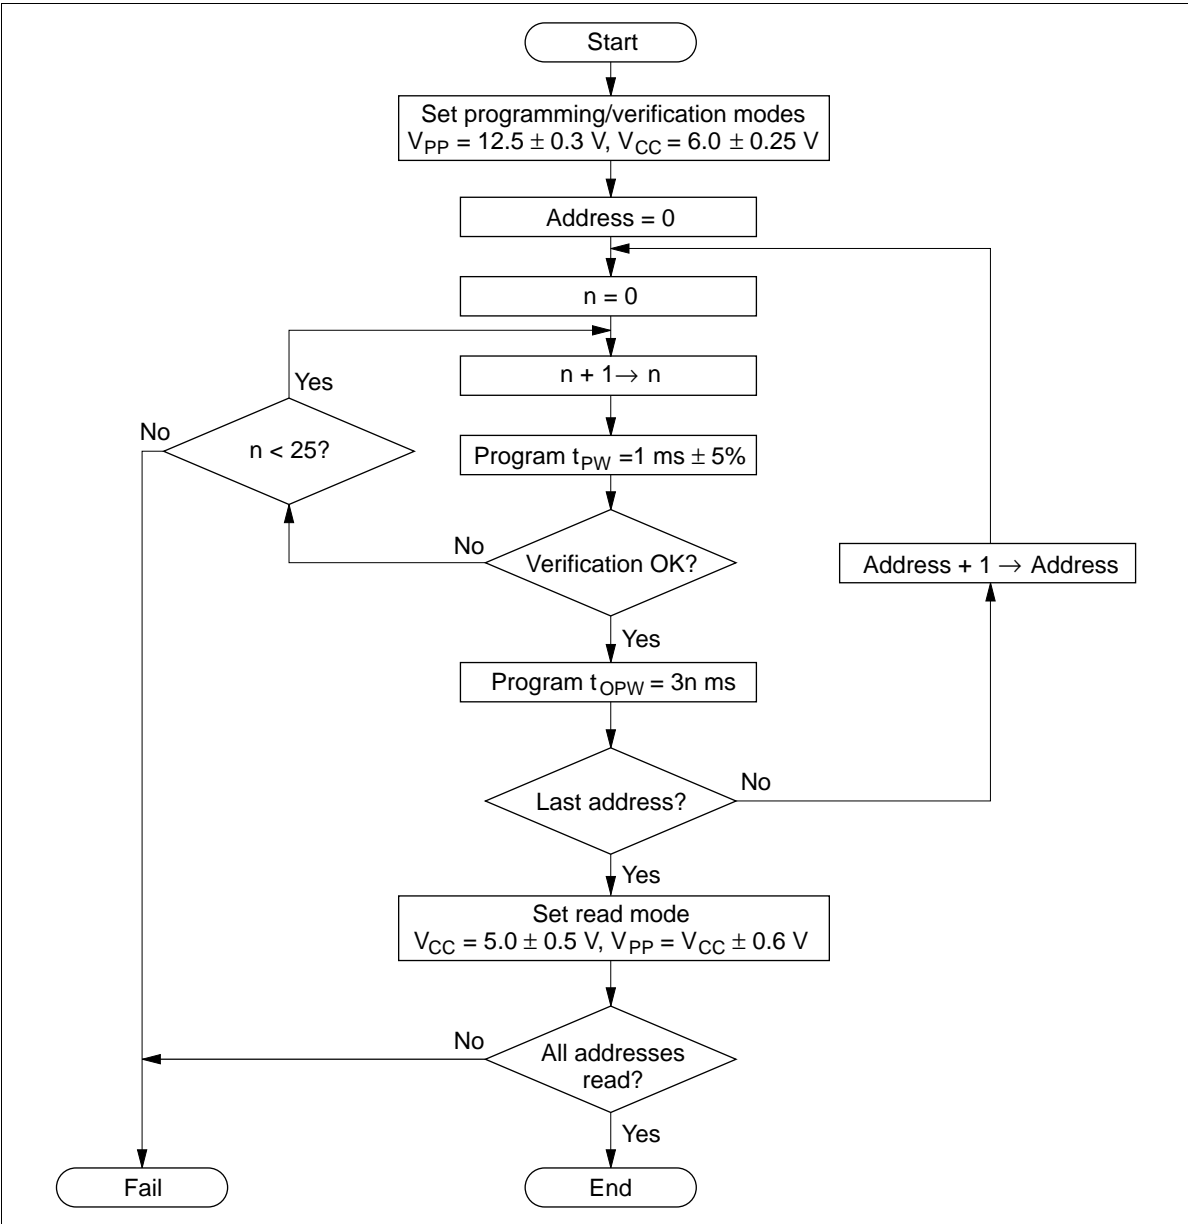 Start
Set programming/verification modes
VPP = 12.5 ± 0.3 V, VCC = 6.0 ± 0.25 V
Address = 0
n = 0
n + 1→ n
Yes
No
n < 25?
Program tPW =1 ms ± 5%
No
Verification OK?
Address + 1 → Address
Yes
Program tOPW = 3n ms
Last address?
No
Yes
Set read mode
VCC = 5.0 ± 0.5 V, VPP = VCC ± 0.6 V
No
All addresses
read?
Yes
Fail
End